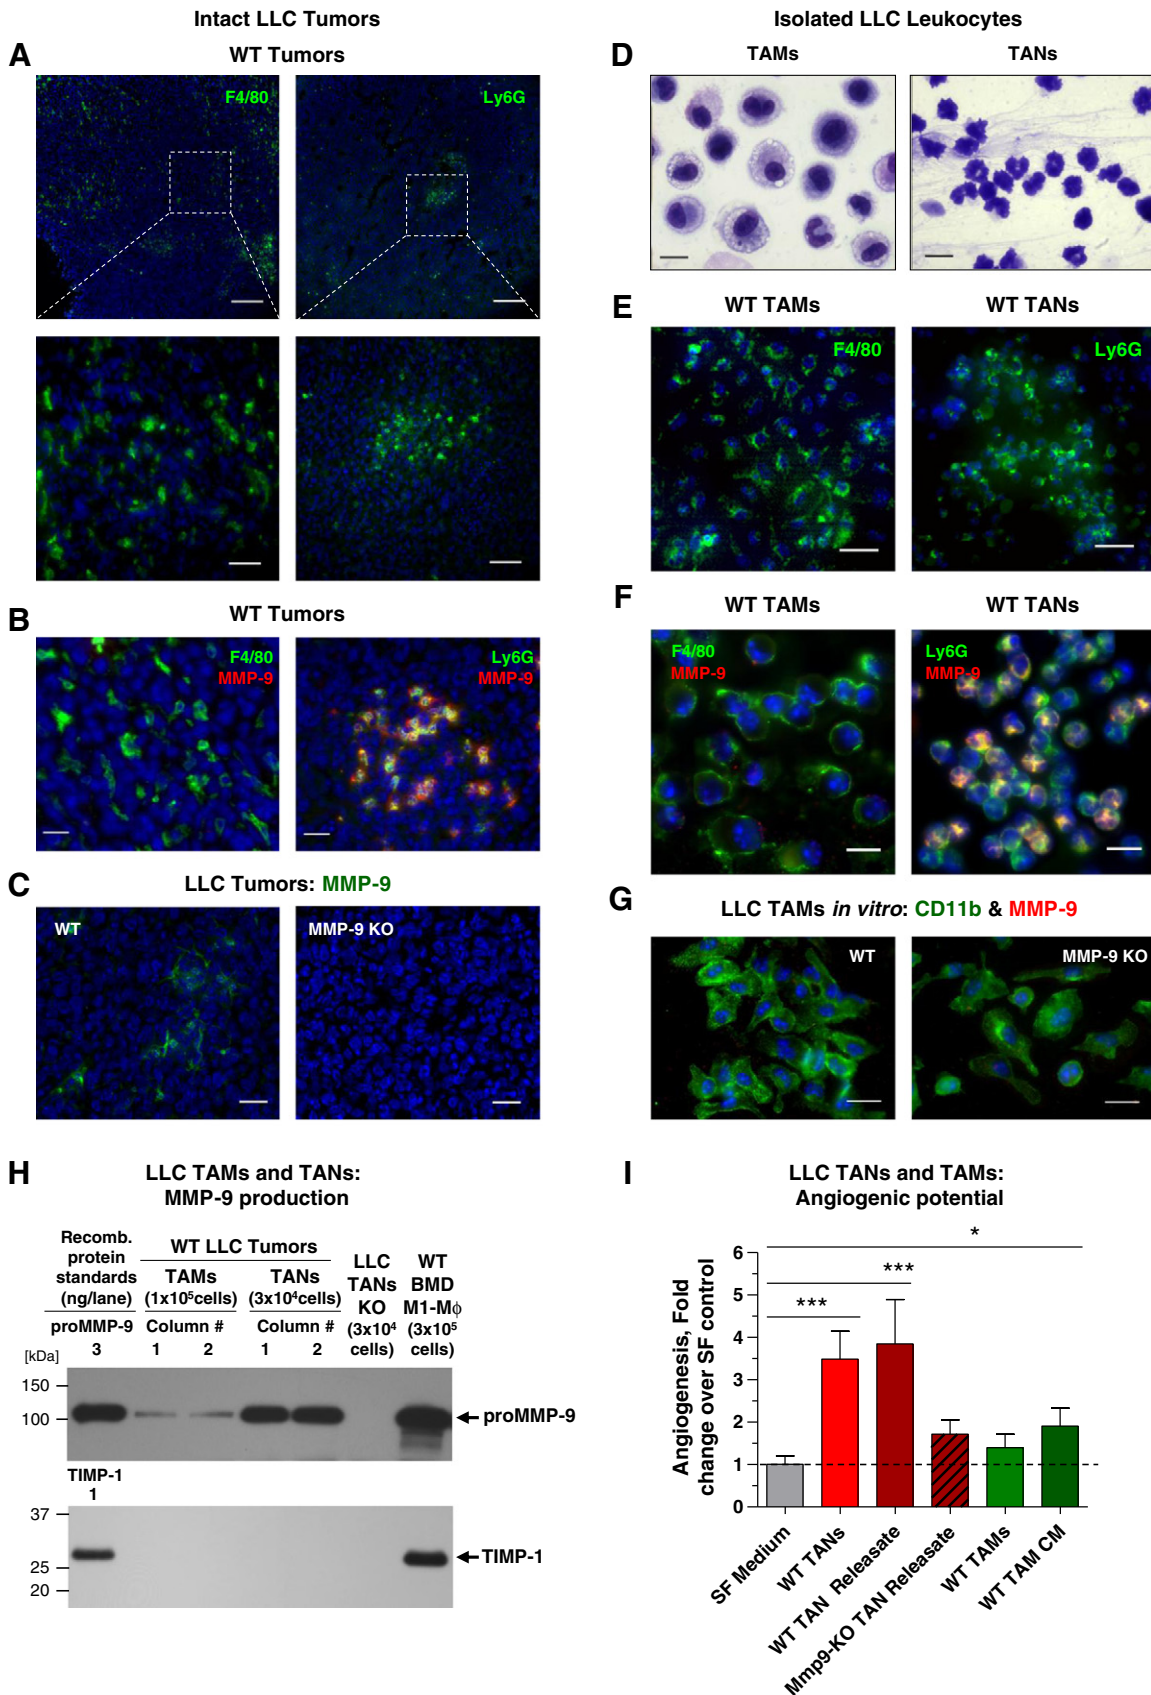 Intact LLC Tumors
A
WT Tumors
F4/80
Ly6G
B
WT Tumors
F4/80
MMP-9
Ly6G
MMP-9
C
LLC Tumors: MMP-9
WT
MMP-9 KO
Isolated LLC Leukocytes
D
TAMs
TANs
E
WT TAMs
WT TANs
F4/80
Ly6G
F
WT TAMs
WT TANs
F4/80
MMP-9
Ly6G
MMP-9
G
LLC TAMs in vitro: CD11b & MMP-9
WT
MMP-9 KO
H
LLC TAMs and TANs:
MMP-9 production
Recomb.
protein
standards
(ng/lane)
proMMP-9
3
WT LLC Tumors
TAMs
(1x10⁵cells)
Column #
1 2
TANs
(3x10⁴cells)
Column #
1 2
LLC
TANs
KO
(3x10⁴
cells)
WT
BMD
M1-Mϕ
(3x10⁵
cells)
[kDa]
150
100
proMMP-9
TIMP-1
1
37
25
20
TIMP-1
I
LLC TANs and TAMs:
Angiogenic potential
*
***
***
Angiogenesis, Fold
change over SF control
6
5
4
3
2
1
0
SF Medium
WT TANs
WT TAN Releasate
Mmp9-KO TAN Releasate
WT TAMs
WT TAM CM